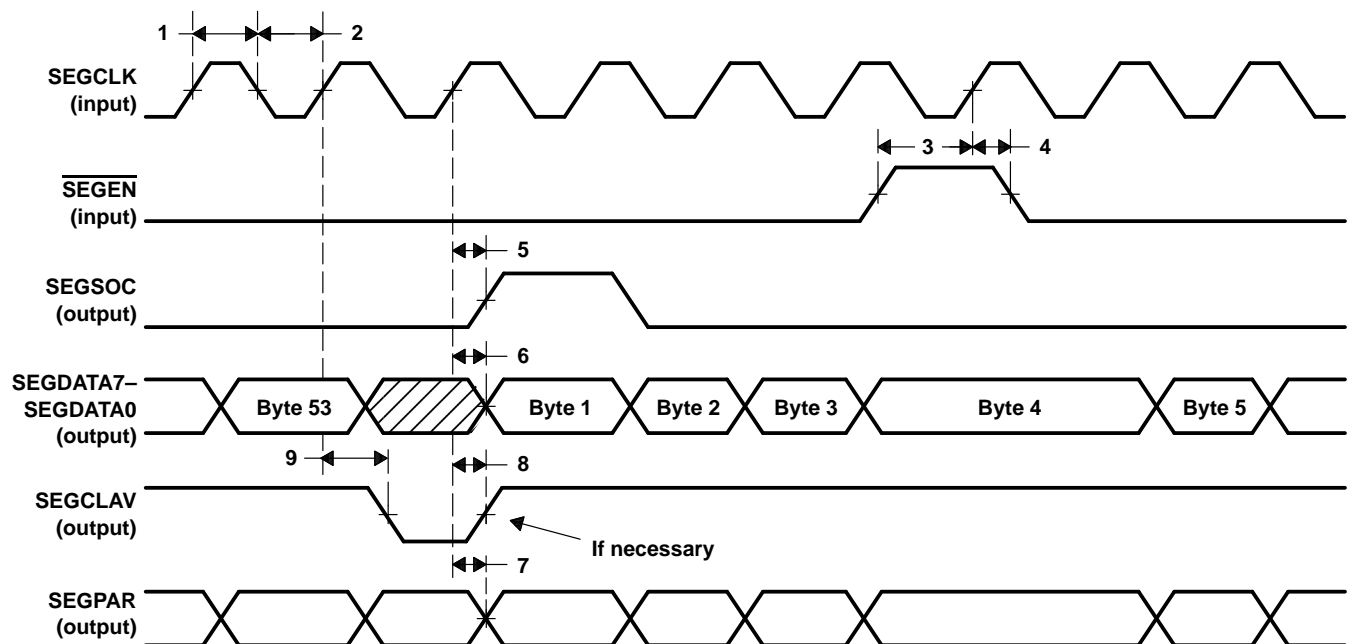 1 2
SEGCLK
(input)
3 4
SEGEN
(input)
5
SEGSOC
(output)
6
SEGDATA7–
SEGDATA0
(output)
Byte 53 Byte 1 Byte 2 Byte 3 Byte 4 Byte 5
9 8
SEGCLAV
(output)
If necessary
7
SEGPAR
(output)